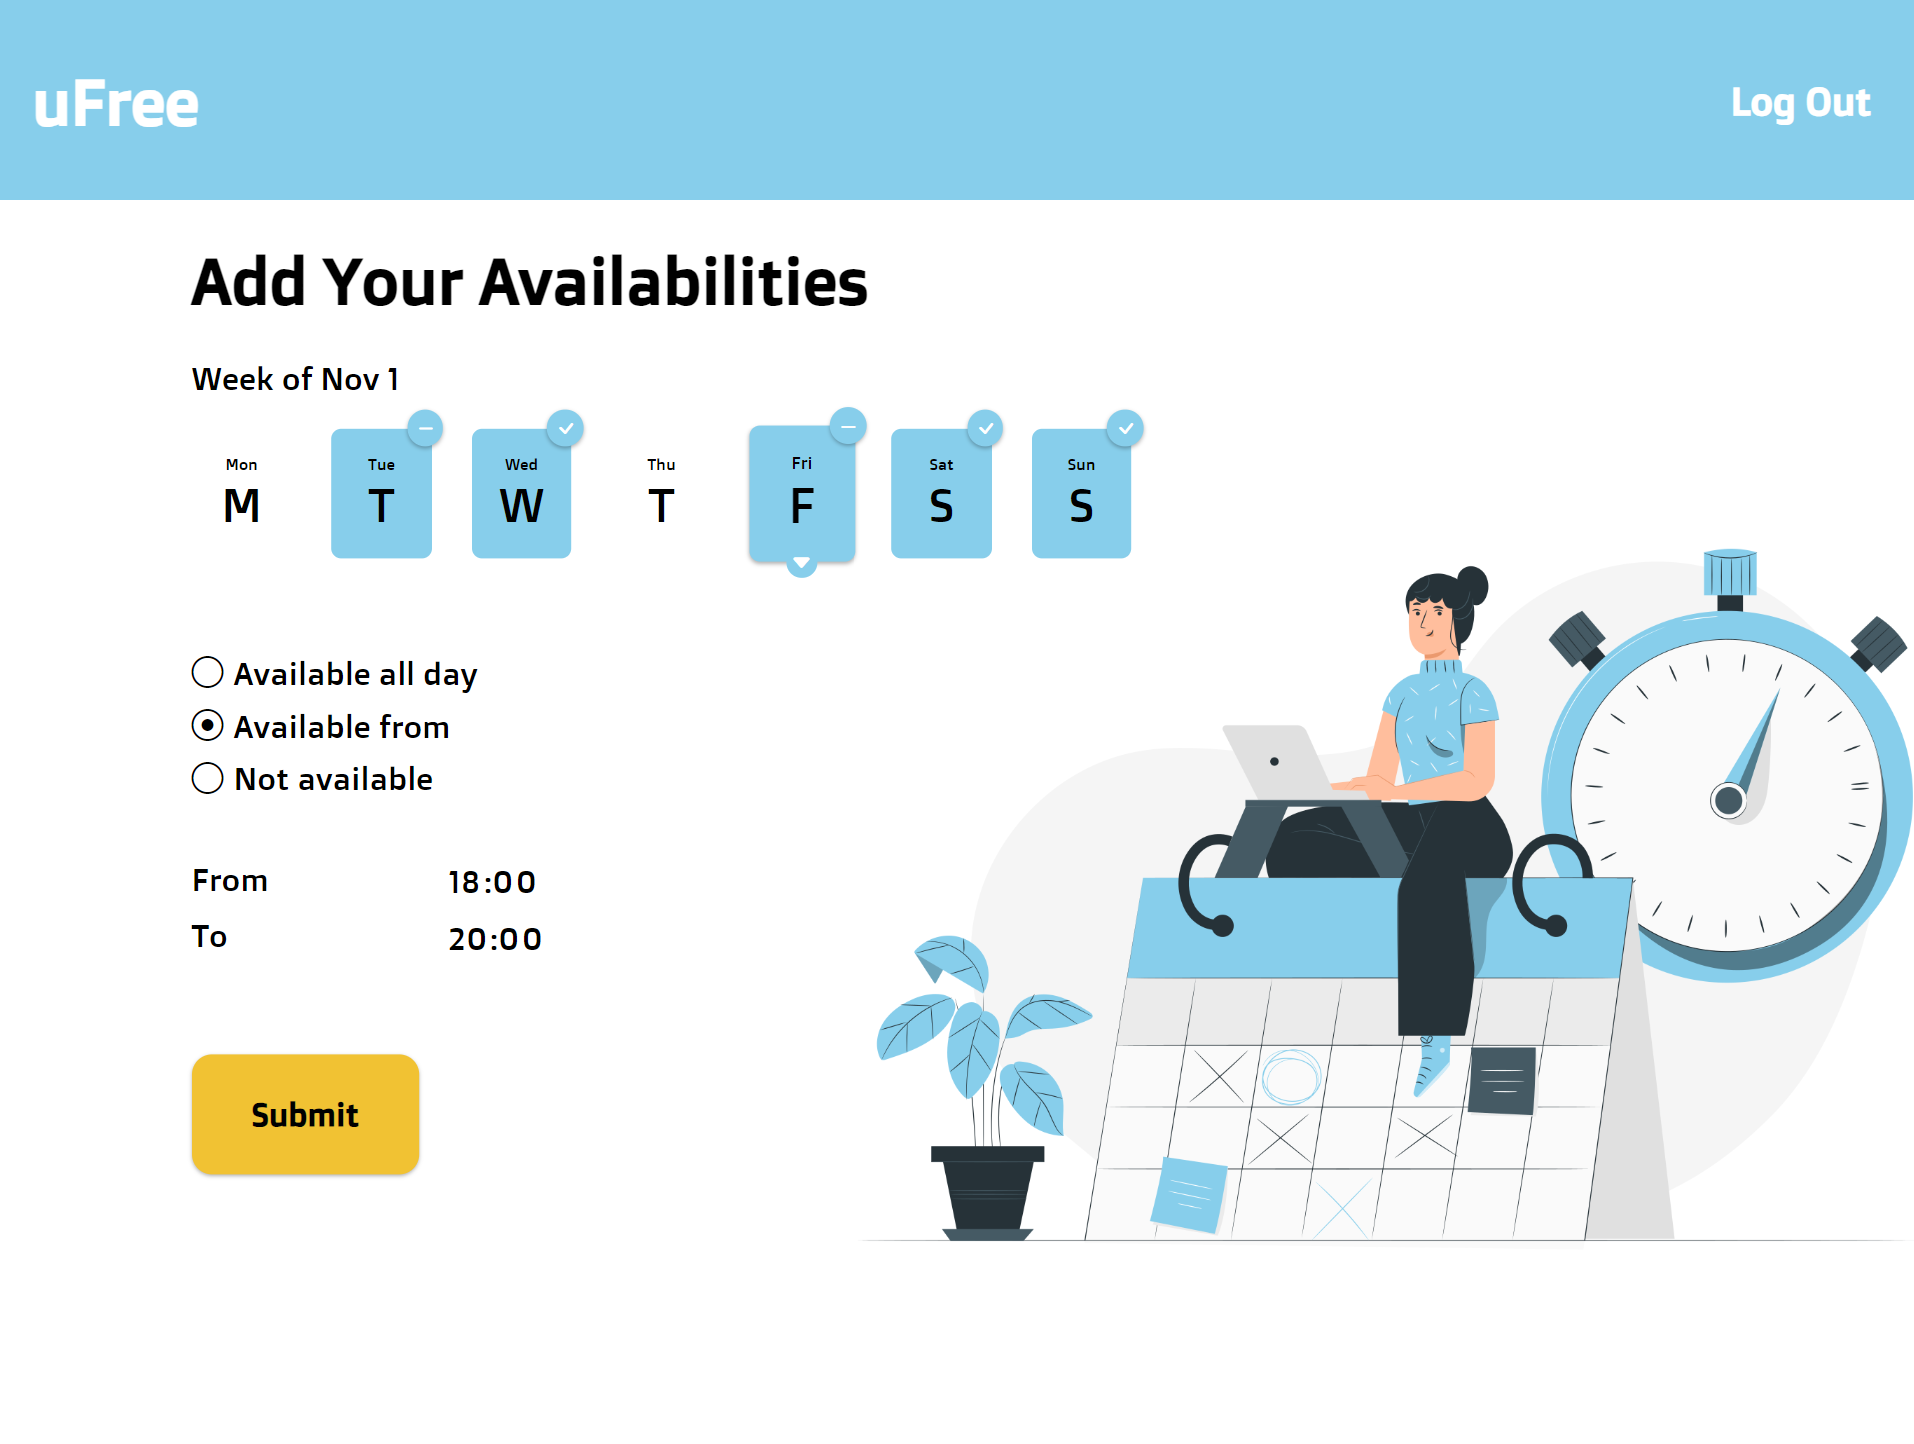 uFree
Log Out
Add Your Availabilities
Week of Nov 1
Mon Tue Wed Thu Fri Sat Sun
M T W T F S S
Available all day
Available from
Not available
From 18:00
To 20:00
Submit